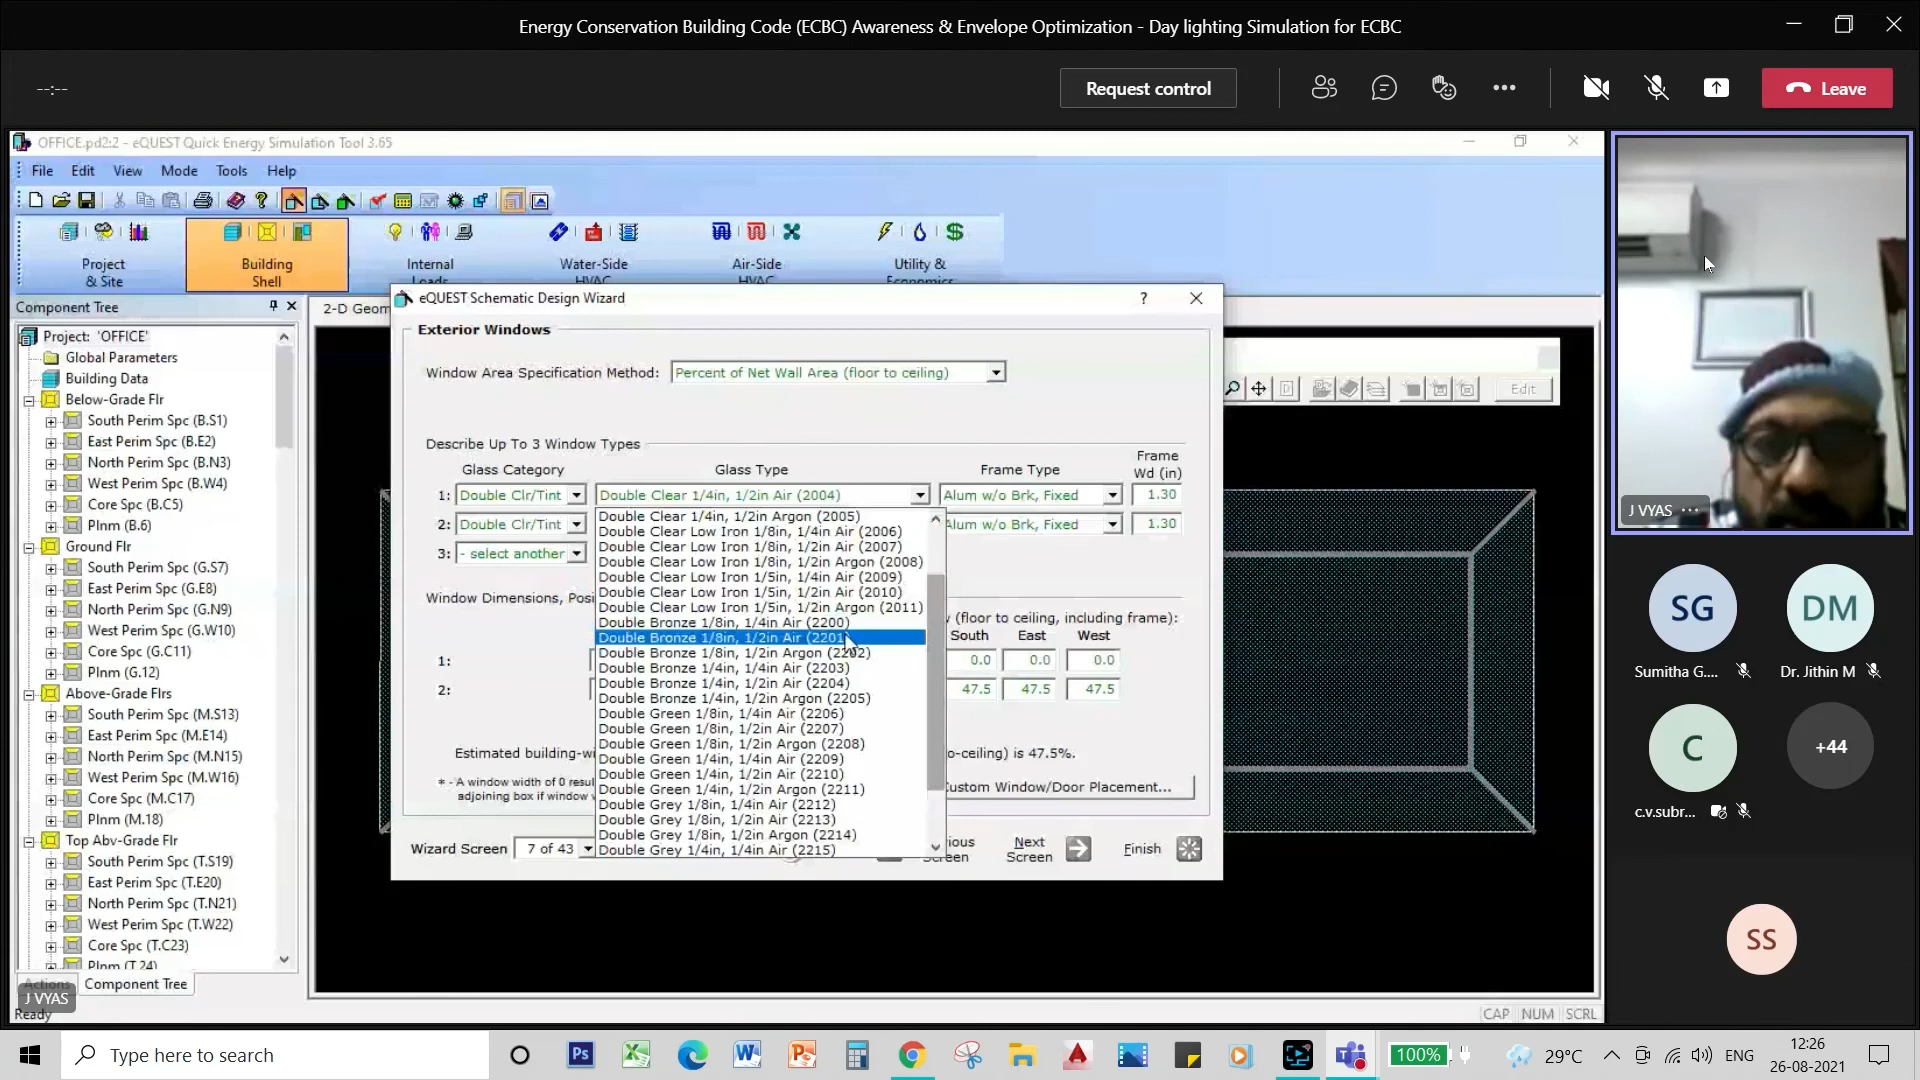 Energy Conservation Building Code (ECBC) Awareness & Envelope Optimization - Day lighting Simulation for ECBC
--:--
Request control
Leave
OFFICE.pd2:2 - eQUEST Quick Energy Simulation Tool 3.65
File Edit View Mode Tools Help
Project & Site
Building Shell
Internal Loads
Water-Side HVAC
Air-Side HVAC
Utility & Economics
Component Tree
2-D Geom
Project: 'OFFICE'
Global Parameters
Building Data
Below-Grade Flr
South Perim Spc (B.S1)
East Perim Spc (B.E2)
North Perim Spc (B.N3)
West Perim Spc (B.W4)
Core Spc (B.C5)
Plnm (B.6)
Ground Flr
South Perim Spc (G.S7)
East Perim Spc (G.E8)
North Perim Spc (G.N9)
West Perim Spc (G.W10)
Core Spc (G.C11)
Plnm (G.12)
Above-Grade Flrs
South Perim Spc (M.S13)
East Perim Spc (M.E14)
North Perim Spc (M.N15)
West Perim Spc (M.W16)
Core Spc (M.C17)
Plnm (M.18)
Top Abv-Grade Flr
South Perim Spc (T.S19)
East Perim Spc (T.E20)
North Perim Spc (T.N21)
West Perim Spc (T.W22)
Core Spc (T.C23)
Plnm (T.24)
Actions Component Tree
J VYAS
Ready
eQUEST Schematic Design Wizard
?
Exterior Windows
Window Area Specification Method: Percent of Net Wall Area (floor to ceiling)
Describe Up To 3 Window Types
Glass Category Glass Type Frame Type Frame Wd (in)
1: Double Clr/Tint Double Clear 1/4in, 1/2in Air (2004) Alum w/o Brk, Fixed 1.30
2: Double Clr/Tint Alum w/o Brk, Fixed 1.30
3: - select another
Double Clear 1/4in, 1/2in Argon (2005)
Double Clear Low Iron 1/8in, 1/4in Air (2006)
Double Clear Low Iron 1/8in, 1/2in Air (2007)
Double Clear Low Iron 1/8in, 1/2in Argon (2008)
Double Clear Low Iron 1/5in, 1/4in Air (2009)
Double Clear Low Iron 1/5in, 1/2in Air (2010)
Double Clear Low Iron 1/5in, 1/2in Argon (2011)
Double Bronze 1/8in, 1/4in Air (2200)
Double Bronze 1/8in, 1/2in Air (2201
Double Bronze 1/8in, 1/2in Argon (2202)
Double Bronze 1/4in, 1/4in Air (2203)
Double Bronze 1/4in, 1/2in Air (2204)
Double Bronze 1/4in, 1/2in Argon (2205)
Double Green 1/8in, 1/4in Air (2206)
Double Green 1/8in, 1/2in Air (2207)
Double Green 1/8in, 1/2in Argon (2208)
Double Green 1/4in, 1/4in Air (2209)
Double Green 1/4in, 1/2in Air (2210)
Double Green 1/4in, 1/2in Argon (2211)
Double Grey 1/8in, 1/4in Air (2212)
Double Grey 1/8in, 1/2in Air (2213)
Double Grey 1/8in, 1/2in Argon (2214)
Double Grey 1/4in, 1/4in Air (2215)
Window Dimensions, Posi
(floor to ceiling, including frame):
South East West
1: 0.0 0.0 0.0
2: 47.5 47.5 47.5
Estimated building-wi
o-ceiling) is 47.5%.
* - A window width of 0 resul
adjoining box if window w
ustom Window/Door Placement...
Wizard Screen 7 of 43
ious
een
Next Screen
Finish
Edit
CAP NUM SCRL
J VYAS
SG
DM
Sumitha G....
Dr. Jithin M
C
+44
c.v.subr...
SS
Type here to search
100%
29°C
ENG
12:26
26-08-2021